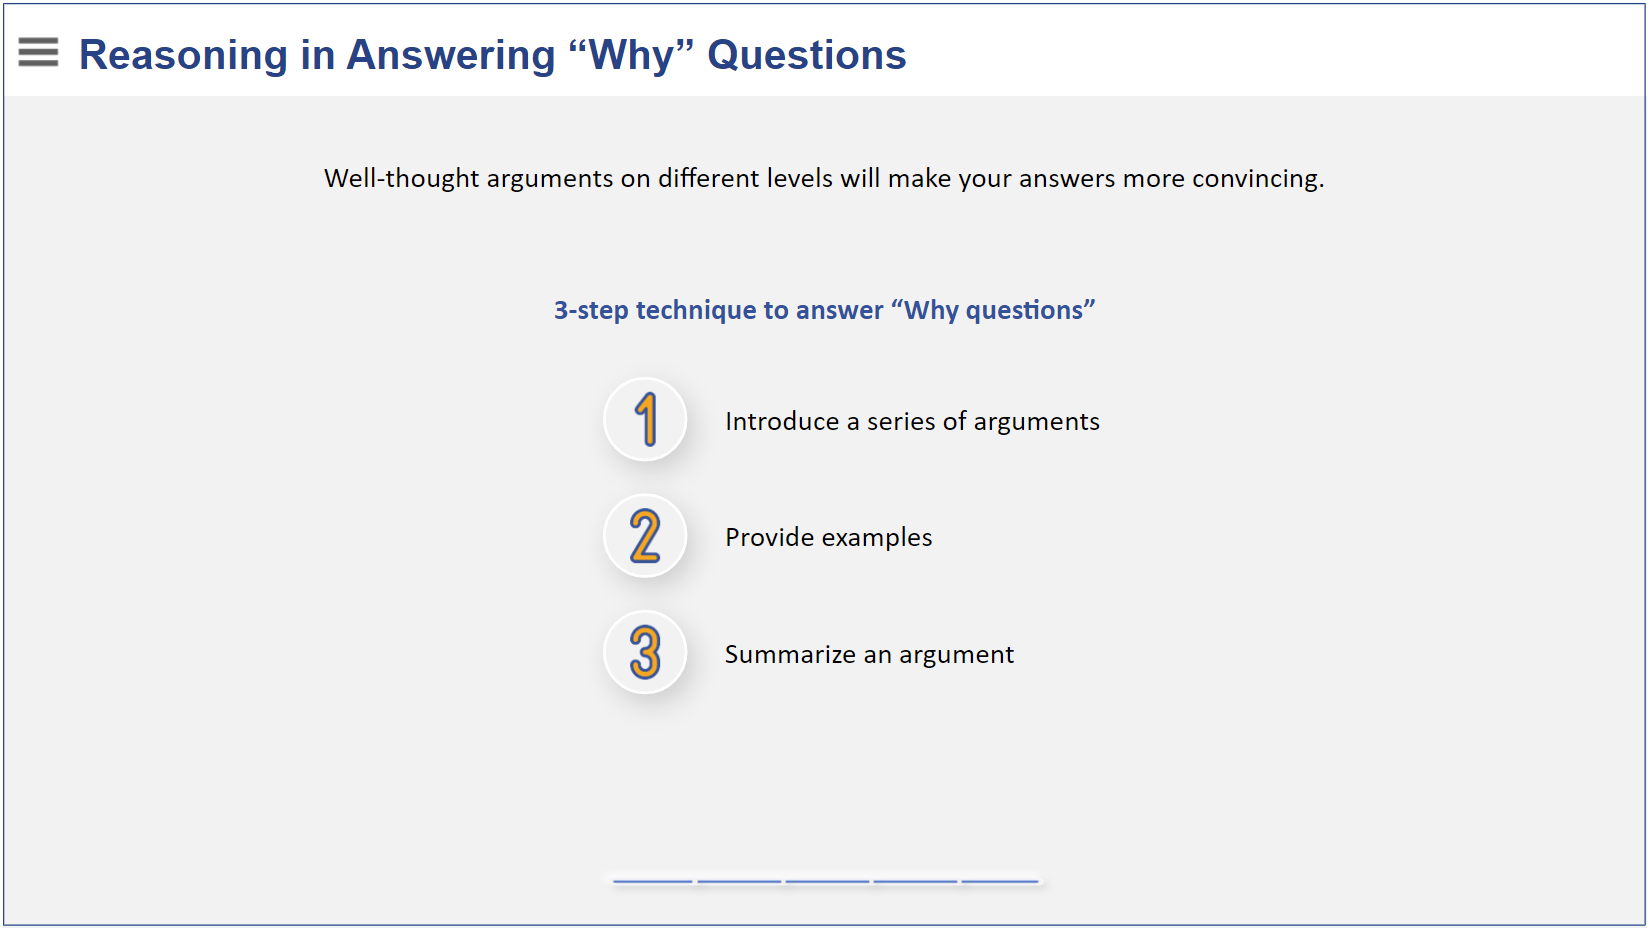 Reasoning in Answering “Why” Questions
Well-thought arguments on different levels will make your answers more convincing.
3-step technique to answer “Why questions”
1 Introduce a series of arguments
2 Provide examples
3 Summarize an argument